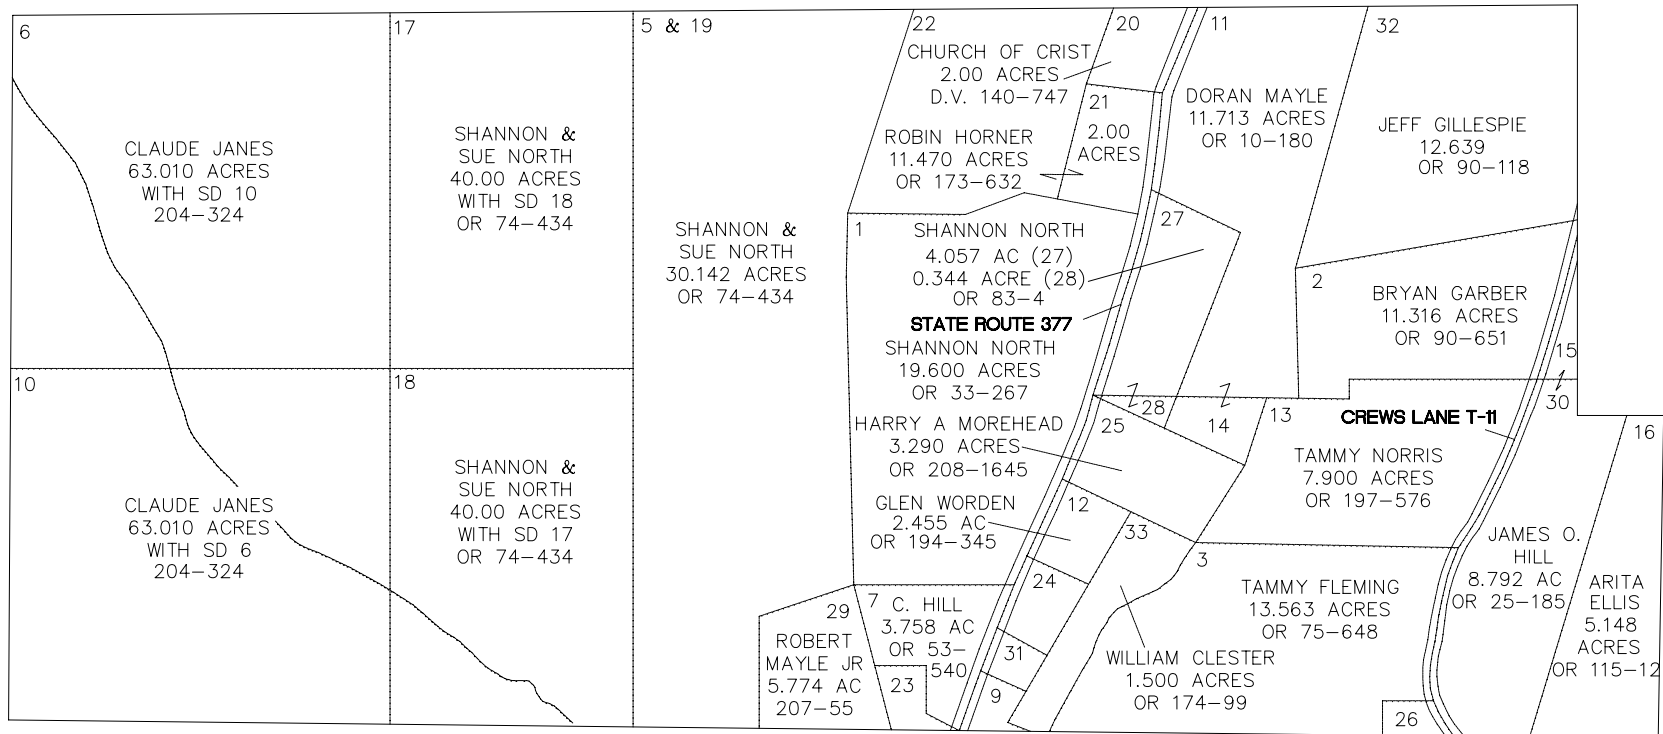 6
17
5 & 19
22
20
11
32
CHURCH OF CRIST
2.00 ACRES
D.V. 140-747
21
2.00
ACRES
DORAN MAYLE
11.713 ACRES
OR 10-180
JEFF GILLESPIE
12.639
OR 90-118
CLAUDE JANES
63.010 ACRES
WITH SD 10
204-324
SHANNON &
SUE NORTH
40.00 ACRES
WITH SD 18
OR 74-434
ROBIN HORNER
11.470 ACRES
OR 173-632
SHANNON &
SUE NORTH
30.142 ACRES
OR 74-434
1
SHANNON NORTH
4.057 AC (27)
0.344 ACRE (28)
OR 83-4
27
STATE ROUTE 377
2
BRYAN GARBER
11.316 ACRES
OR 90-651
SHANNON NORTH
19.600 ACRES
OR 33-267
15
30
10
18
28
25
14
13
CREWS LANE T-11
16
HARRY A MOREHEAD
3.290 ACRES
OR 208-1645
TAMMY NORRIS
7.900 ACRES
OR 197-576
CLAUDE JANES
63.010 ACRES
WITH SD 6
204-324
SHANNON &
SUE NORTH
40.00 ACRES
WITH SD 17
OR 74-434
GLEN WORDEN
2.455 AC
OR 194-345
12
33
3
JAMES O.
HILL
8.792 AC
OR 25-185
ARITA
ELLIS
5.148
ACRES
OR 115-12
24
TAMMY FLEMING
13.563 ACRES
OR 75-648
29
ROBERT
MAYLE JR
5.774 AC
207-55
7
C. HILL
3.758 AC
OR 53-
540
23
31
9
WILLIAM CLESTER
1.500 ACRES
OR 174-99
26